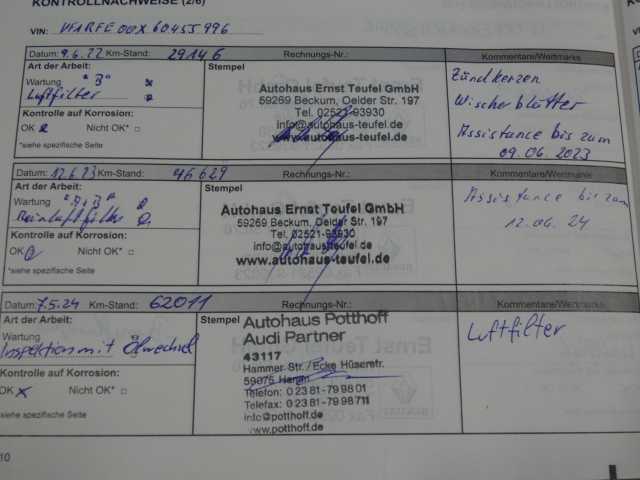 KONTROLLNACHWEISE (2/6)
VIN: VF1RFE00X60455996
Datum: 9.6.22 Km-Stand: 29146 Rechnungs-Nr.: Kommentare/Werkmarks
Art der Arbeit:
Wartung "B"
Luftfilter
Kontrolle auf Korrosion:
OK Nicht OK* □
*siehe spezifische Seite
Stempel
Autohaus Ernst Teufel GmbH
59269 Beckum, Oelder Str. 197
Tel. 02521-93930
info@autohaus-teufel.de
www.autohaus-teufel.de
Zündkerzen
Wischerblätter
Assistance bis zum
09.06.2023
Datum: 12.6.23 Km-Stand: 46629 Rechnungs-Nr.: Kommentare/Werkmarks
Art der Arbeit:
Wartung
Reinluftfilter
Kontrolle auf Korrosion:
OK Nicht OK* □
*siehe spezifische Seite
Stempel
Autohaus Ernst Teufel GmbH
59269 Beckum, Oelder Str. 197
Tel. 02521-93930
info@autohausteufel.de
www.autohaus-teufel.de
Assistance bis zum
12.06.24
Datum: 7.5.24 Km-Stand: 62011 Rechnungs-Nr.: Kommentare/Werkmarks
Art der Arbeit:
Wartung
Inspektion mit Ölwechsel
Kontrolle auf Korrosion:
OK x Nicht OK* □
*siehe spezifische Seite
Stempel
Autohaus Potthoff
Audi Partner
43117
Hammer Str./Ecke Hüserstr.
59075 Hamm
Telefon: 0 23 81-79 98 01
Telefax: 0 23 81-79 98 711
info@potthoff.de
www.potthoff.de
Luftfilter
10